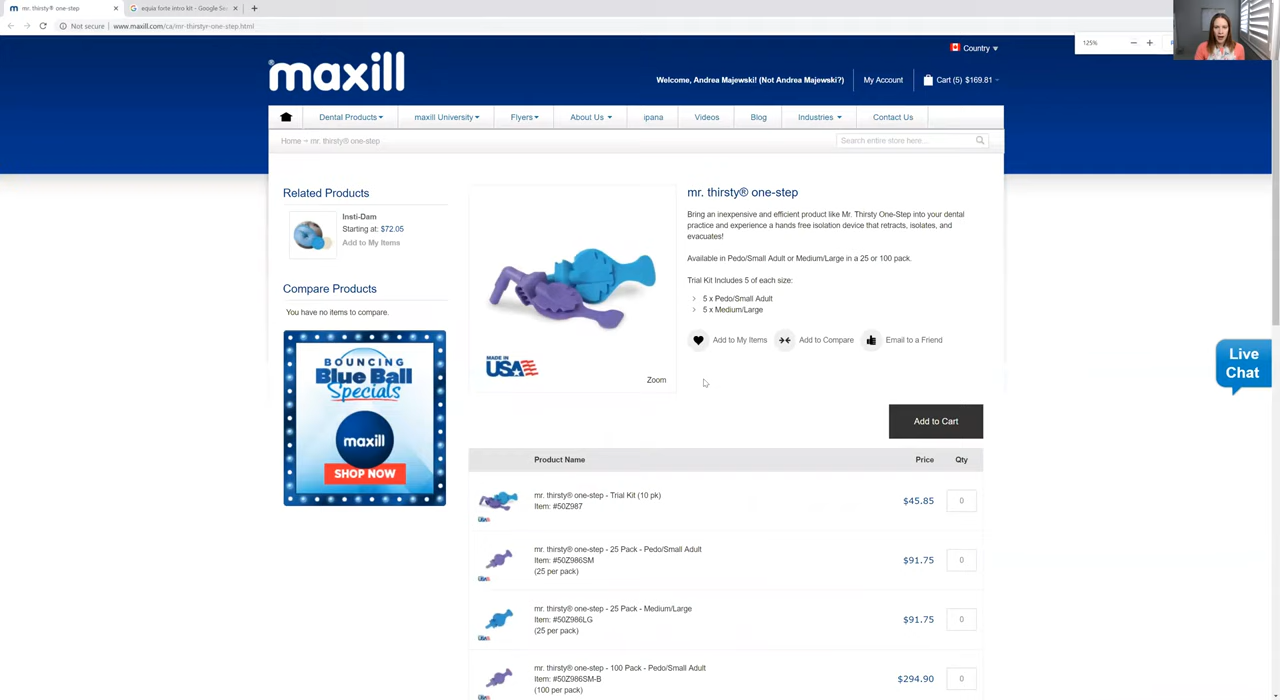 mr. thirsty® one-step
equia forte intro kit - Google Se
Not secure | www.maxill.com/ca/mr-thirstyr-one-step.html
125%
Country
maxill
Welcome, Andrea Majewski! (Not Andrea Majewski?)
My Account
Cart (5) $169.81
Dental Products
maxill University
Flyers
About Us
ipana
Videos
Blog
Industries
Contact Us
Home
mr. thirsty® one-step
Search entire store here...
Related Products
Insti-Dam
Starting at: $72.05
Add to My Items
Compare Products
You have no items to compare.
BOUNCING
Blue Ball
Specials
maxill
SHOP NOW
MADE IN
USA
Zoom
mr. thirsty® one-step
Bring an inexpensive and efficient product like Mr. Thirsty One-Step into your dental
practice and experience a hands free isolation device that retracts, isolates, and
evacuates!
Available in Pedo/Small Adult or Medium/Large in a 25 or 100 pack.
Trial Kit Includes 5 of each size:
5 x Pedo/Small Adult
5 x Medium/Large
Add to My Items
Add to Compare
Email to a Friend
Live
Chat
Add to Cart
Product Name Price Qty
mr. thirsty® one-step - Trial Kit (10 pk)
Item: #50Z987
$45.85 0
mr. thirsty® one-step - 25 Pack - Pedo/Small Adult
Item: #50Z986SM
(25 per pack)
$91.75 0
mr. thirsty® one-step - 25 Pack - Medium/Large
Item: #50Z986LG
(25 per pack)
$91.75 0
mr. thirsty® one-step - 100 Pack - Pedo/Small Adult
Item: #50Z986SM-B
(100 per pack)
$294.90 0